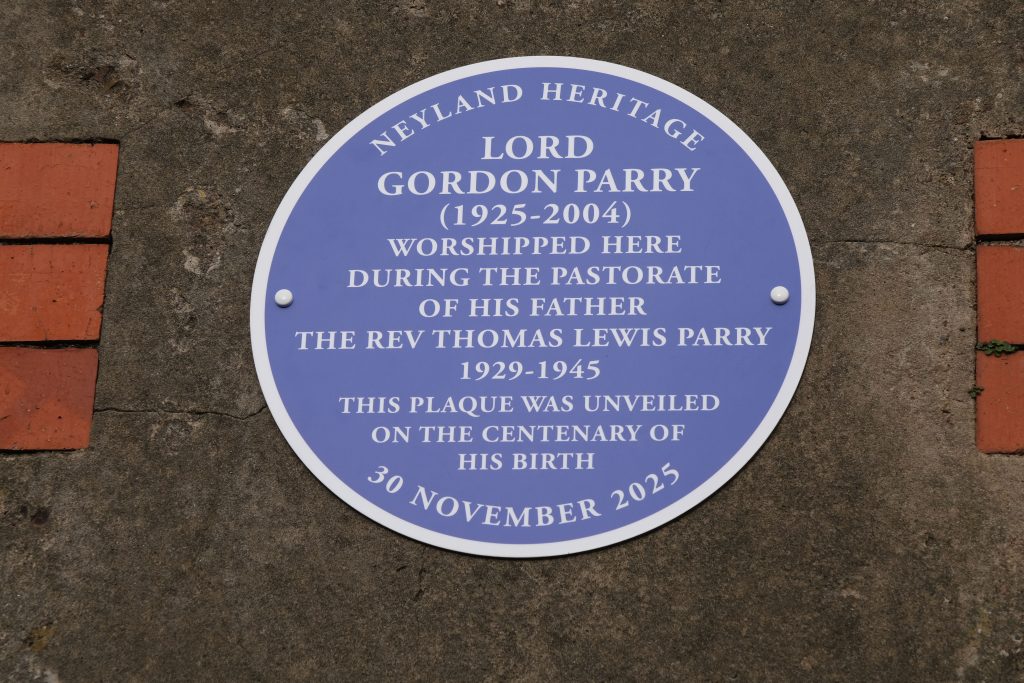 NEYLAND HERITAGE
LORD
GORDON PARRY
(1925-2004)
WORSHIPPED HERE
DURING THE PASTORATE
OF HIS FATHER
THE REV THOMAS LEWIS PARRY
1929-1945
THIS PLAQUE WAS UNVEILED
ON THE CENTENARY OF
HIS BIRTH
30 NOVEMBER 2025